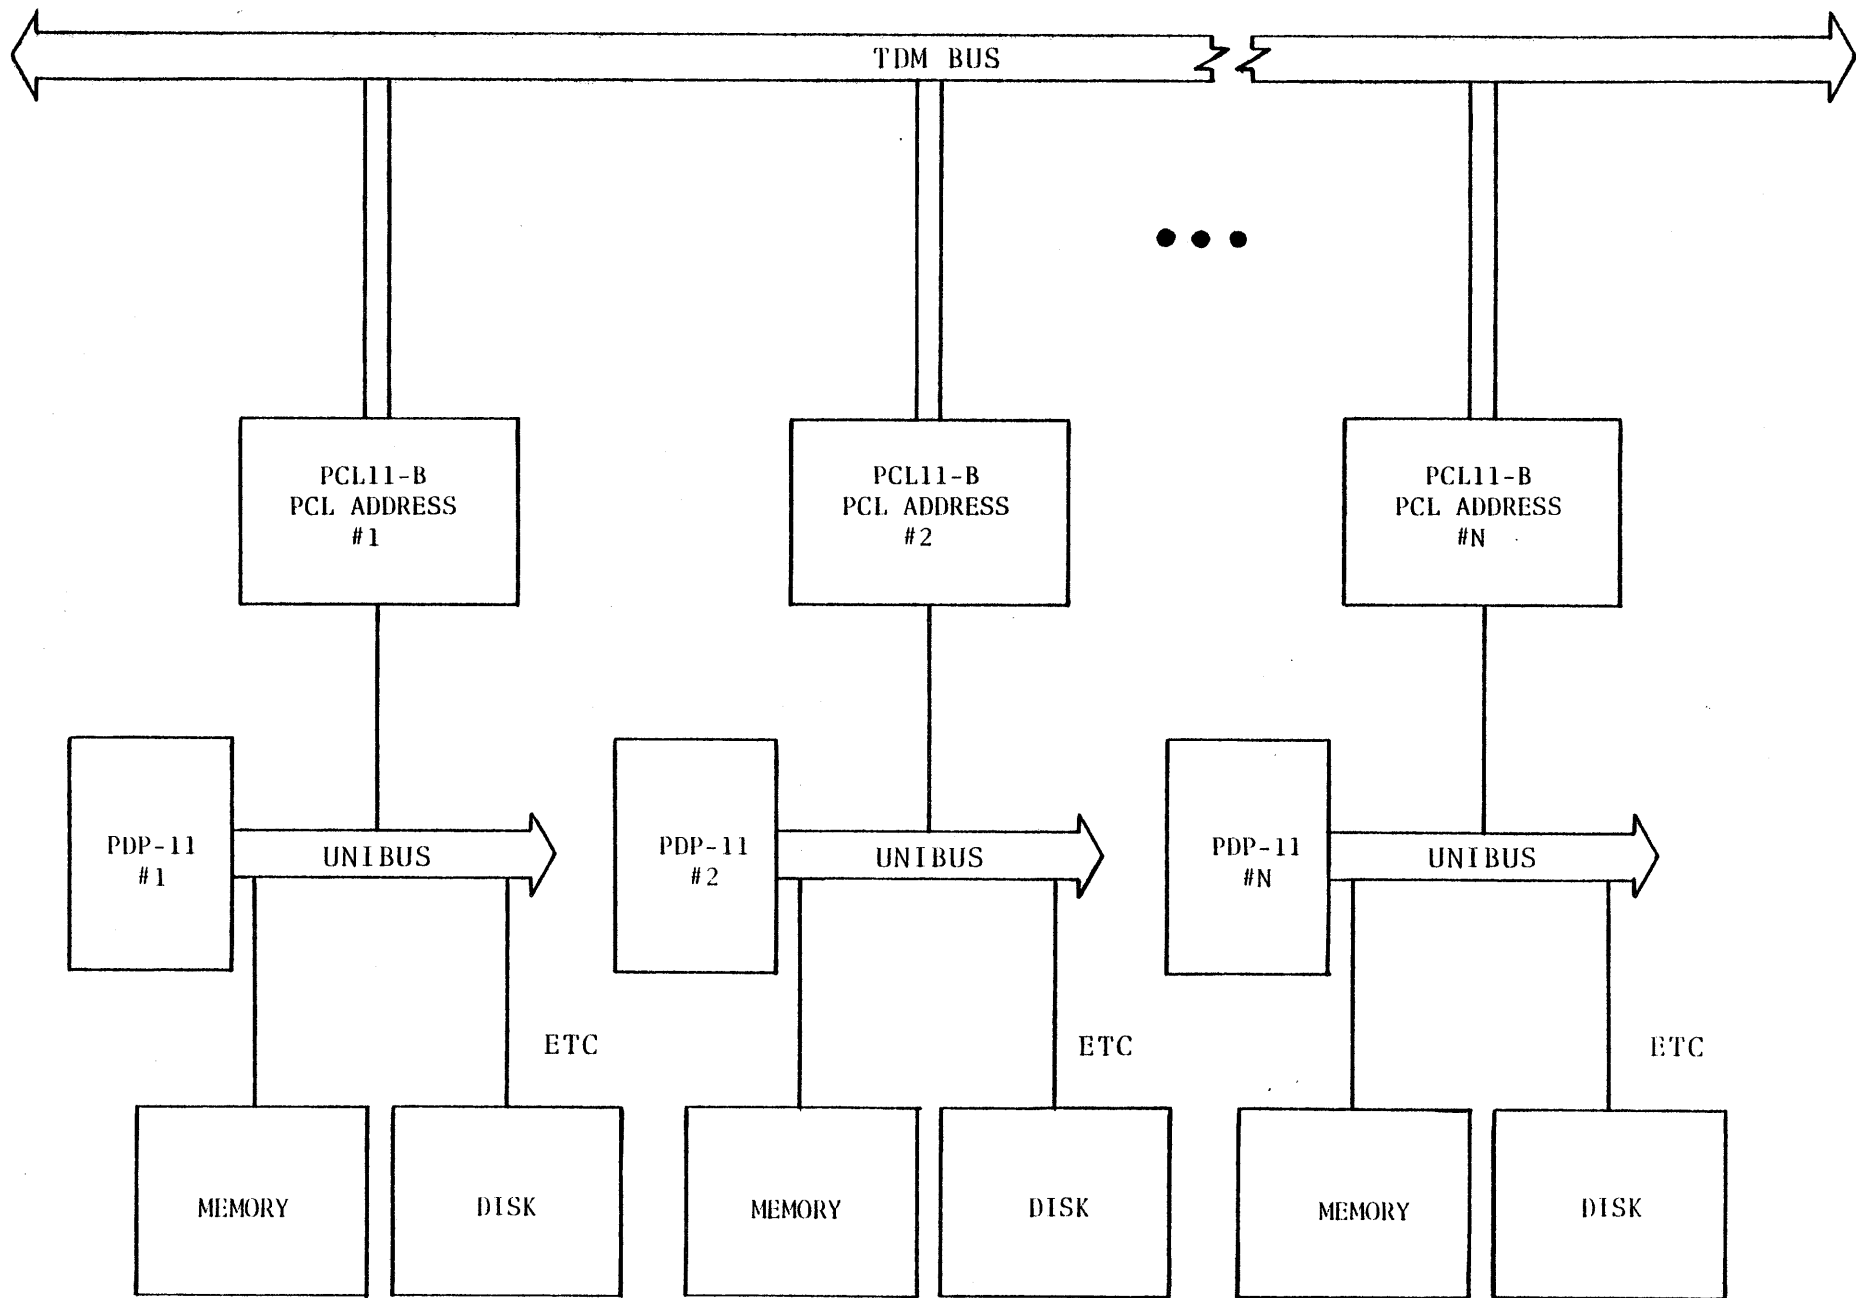 TDM BUS
PCL11-B
PCL ADDRESS
#1
PCL11-B
PCL ADDRESS
#2
PCL11-B
PCL ADDRESS
#N
PDP-11
#1
UNIBUS
PDP-11
#2
UNIBUS
PDP-11
#N
UNIBUS
ETC
ETC
ETC
MEMORY
DISK
MEMORY
DISK
MEMORY
DISK